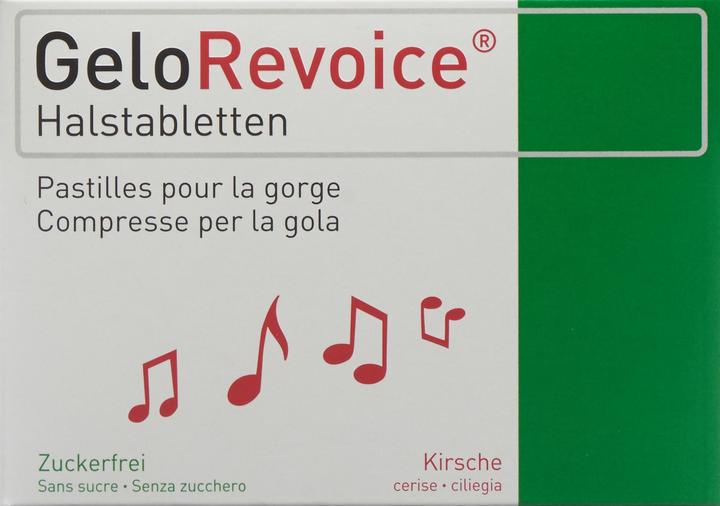 GeloRevoice®
Halstabletten
Pastilles pour la gorge
Compresse per la gola
Zuckerfrei
Sans sucre • Senza zucchero
Kirsche
cerise • ciliegia